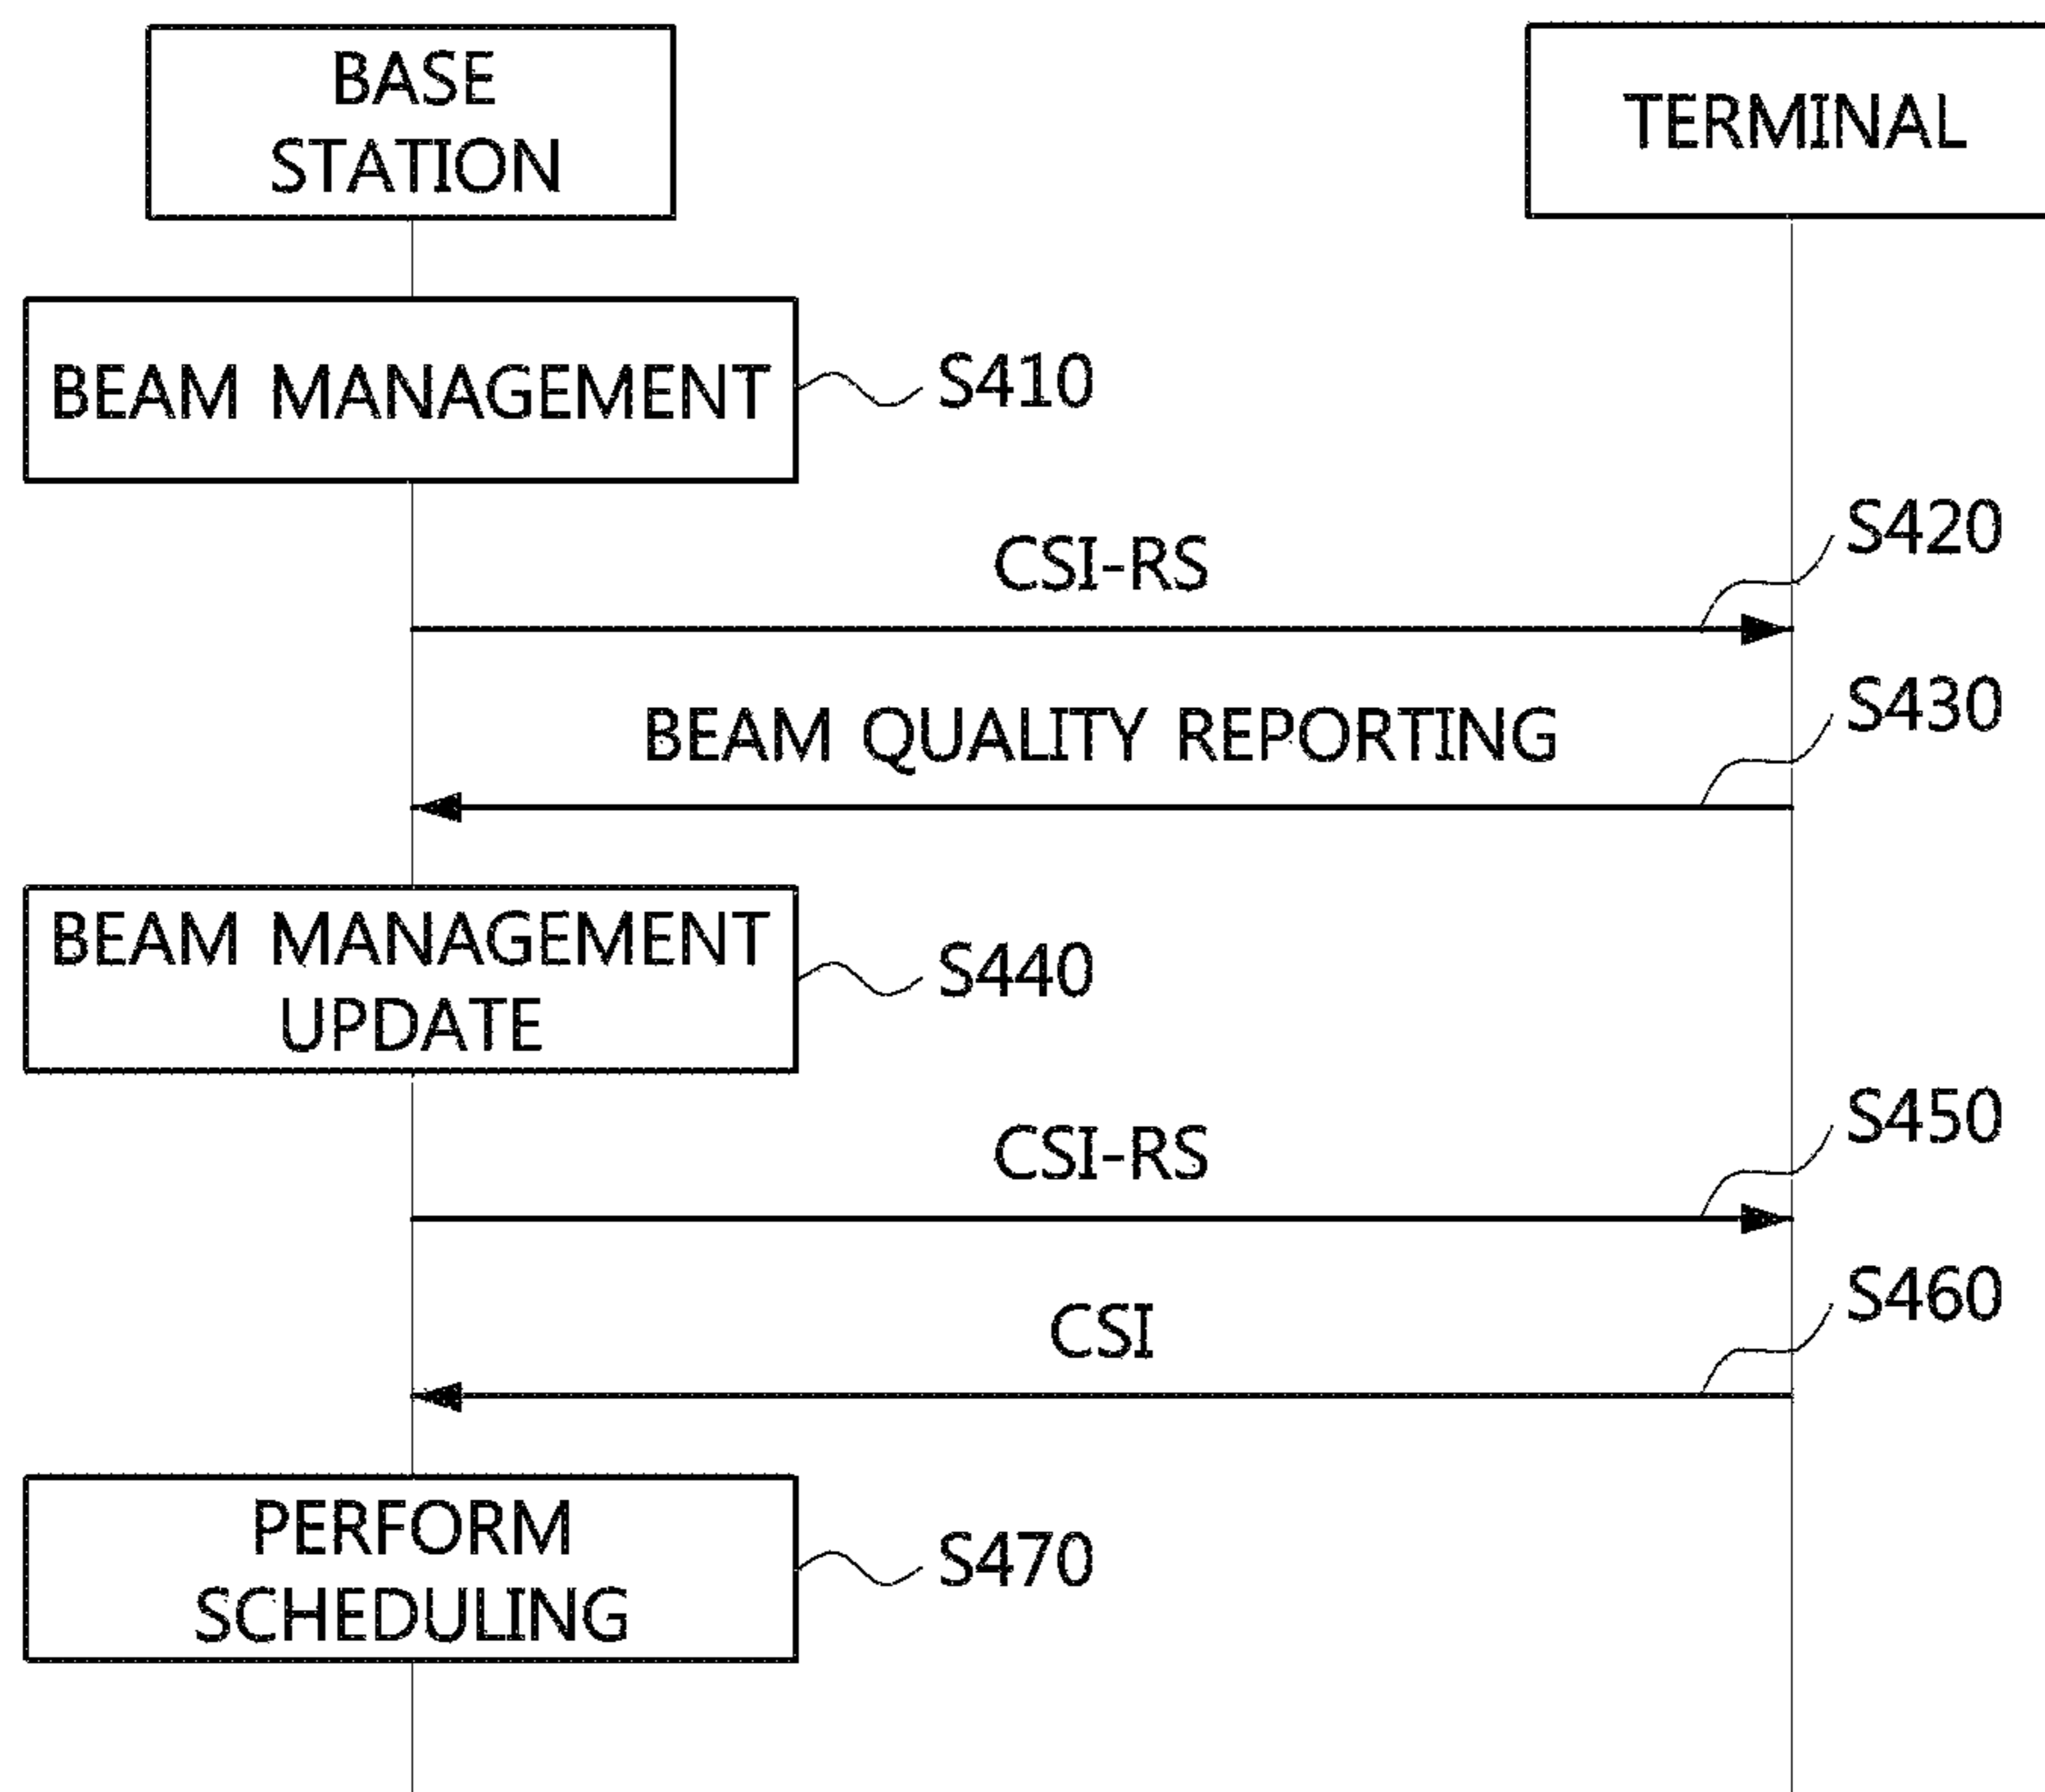 BASE
STATION
TERMINAL
BEAM MANAGEMENT
S410
S420
CSI-RS
S430
BEAM QUALITY REPORTING
BEAM MANAGEMENT
UPDATE
S440
S450
CSI-RS
S460
CSI
PERFORM
SCHEDULING
S470